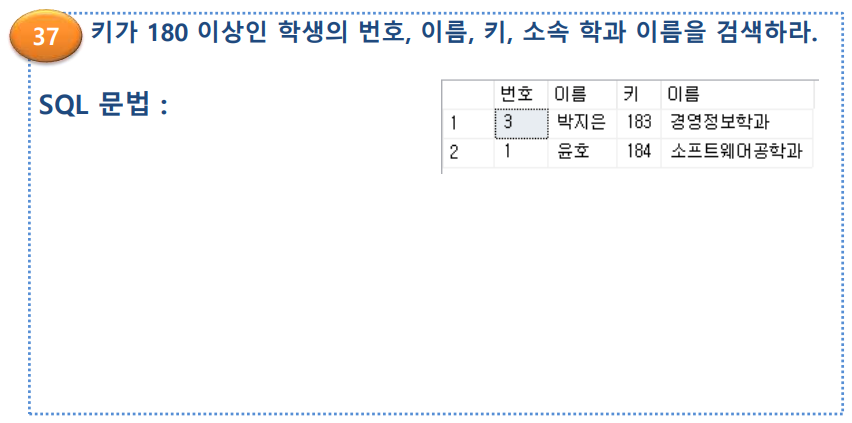 37 키가 180 이상인 학생의 번호, 이름, 키, 소속 학과 이름을 검색하라.
SQL 문법 :
번호 이름 키 이름
1 3 박지은 183 경영정보학과
2 1 윤호 184 소프트웨어공학과